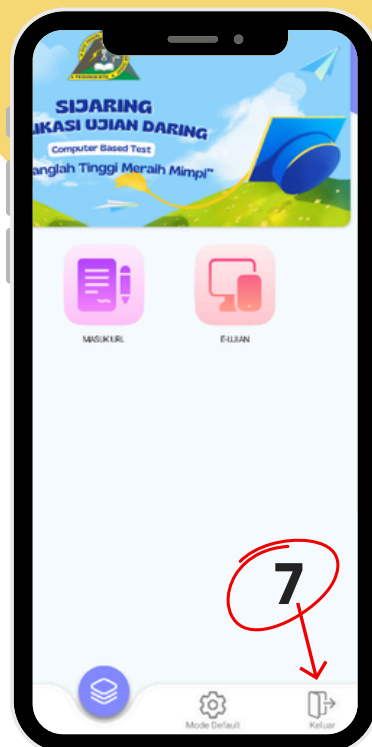 SIJARING
IKASI UJIAN DARING
Computer Based Test
anglah Tinggi Meraih Mimpi"
MASUK URL
E-UJIAN
7
Mode Default
Keluar